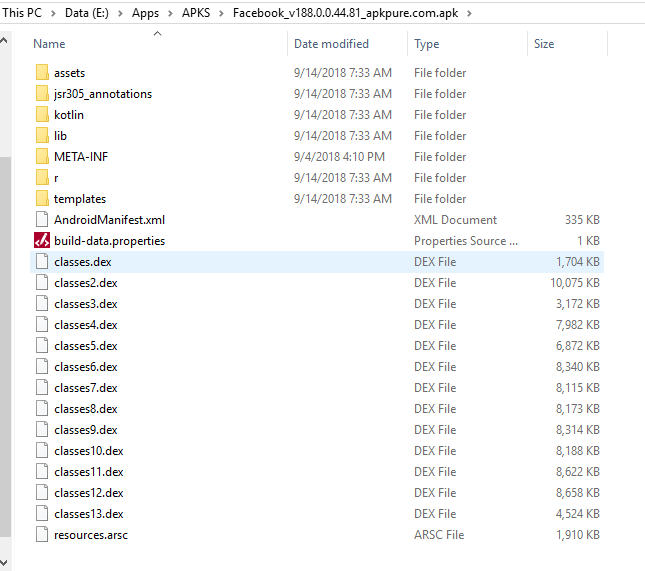 This PC > Data (E:) > Apps > APKS > Facebook_v188.0.0.44.81_apkpure.com.apk >
Name Date modified Type Size
assets 9/14/2018 7:33 AM File folder
jsr305_annotations 9/14/2018 7:33 AM File folder
kotlin 9/14/2018 7:33 AM File folder
lib 9/14/2018 7:33 AM File folder
META-INF 9/4/2018 4:10 PM File folder
r 9/14/2018 7:33 AM File folder
templates 9/14/2018 7:33 AM File folder
AndroidManifest.xml XML Document 335 KB
build-data.properties Properties Source ... 1 KB
classes.dex DEX File 1,704 KB
classes2.dex DEX File 10,075 KB
classes3.dex DEX File 3,172 KB
classes4.dex DEX File 7,982 KB
classes5.dex DEX File 6,872 KB
classes6.dex DEX File 8,340 KB
classes7.dex DEX File 8,115 KB
classes8.dex DEX File 8,173 KB
classes9.dex DEX File 8,314 KB
classes10.dex DEX File 8,188 KB
classes11.dex DEX File 8,622 KB
classes12.dex DEX File 8,658 KB
classes13.dex DEX File 4,524 KB
resources.arsc ARSC File 1,910 KB